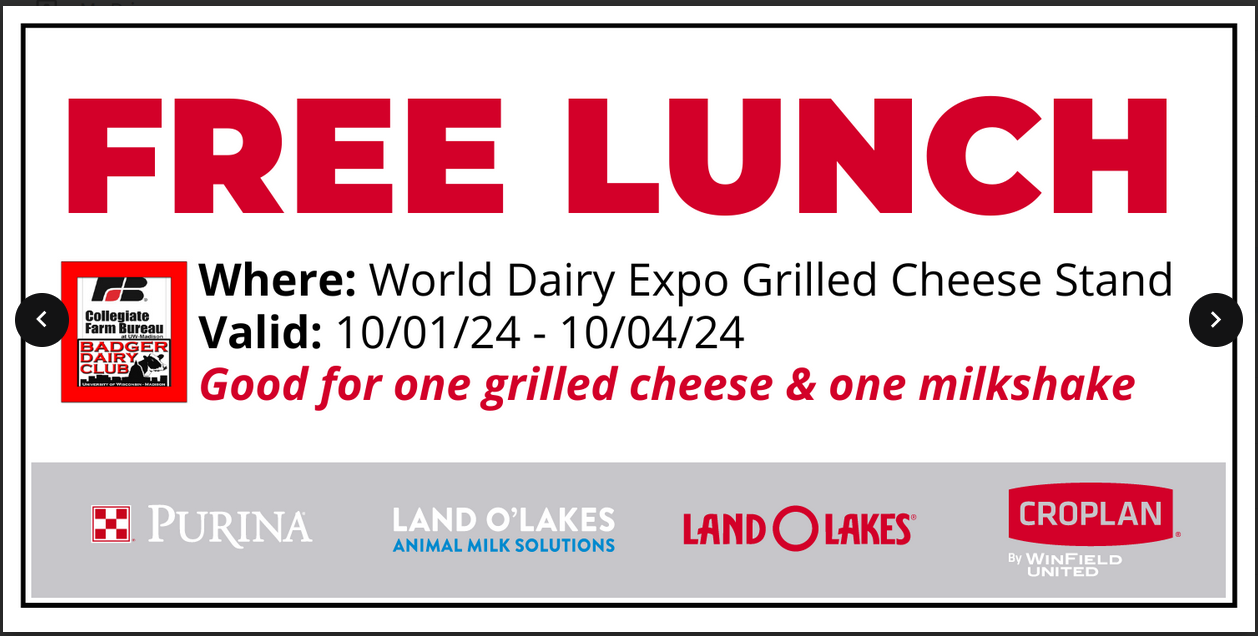 FREE LUNCH
Where: World Dairy Expo Grilled Cheese Stand
Valid: 10/01/24 - 10/04/24
Good for one grilled cheese & one milkshake
FB®
Collegiate
Farm Bureau
at UW-Madison
BADGER
DAIRY
CLUB
UNIVERSITY OF WISCONSIN - MADISON
PURINA®
LAND O'LAKES
ANIMAL MILK SOLUTIONS
LAND O LAKES®
CROPLAN®
By WINFIELD
UNITED